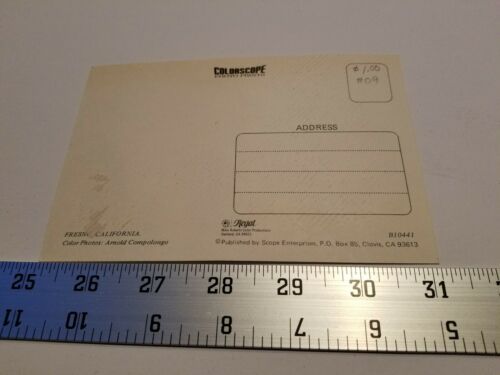 COLORSCOPE
$1.00
#09
ADDRESS
FRESNO, CALIFORNIA
Color Photos: Arnold Compolongo
Regal
B10441
© Published by Scope Enterprises, P.O. Box 85, Clovis, CA 93613
25 26 27 28 29 30 31
11 10 9 8 7 6 5